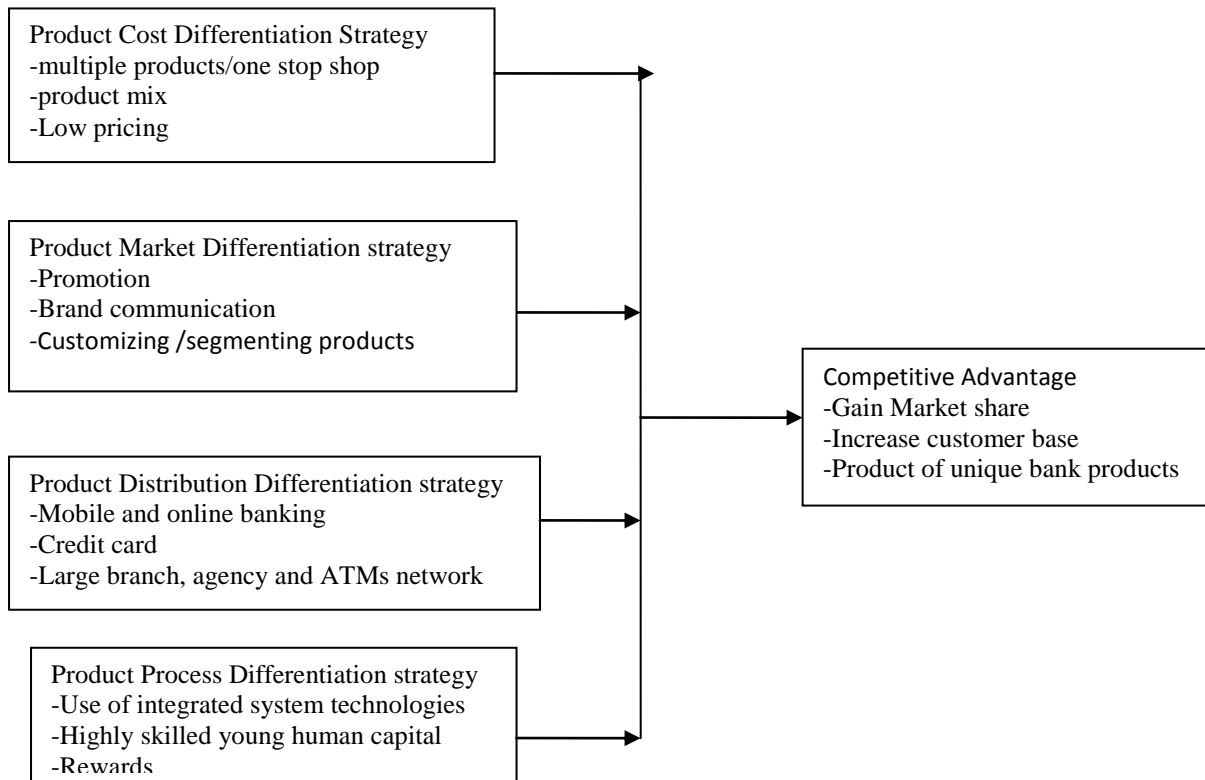 Product Cost Differentiation Strategy
-multiple products/one stop shop
-product mix
-Low pricing
Product Market Differentiation strategy
-Promotion
-Brand communication
-Customizing /segmenting products
Competitive Advantage
-Gain Market share
-Increase customer base
-Product of unique bank products
Product Distribution Differentiation strategy
-Mobile and online banking
-Credit card
-Large branch, agency and ATMs network
Product Process Differentiation strategy
-Use of integrated system technologies
-Highly skilled young human capital
-Rewards